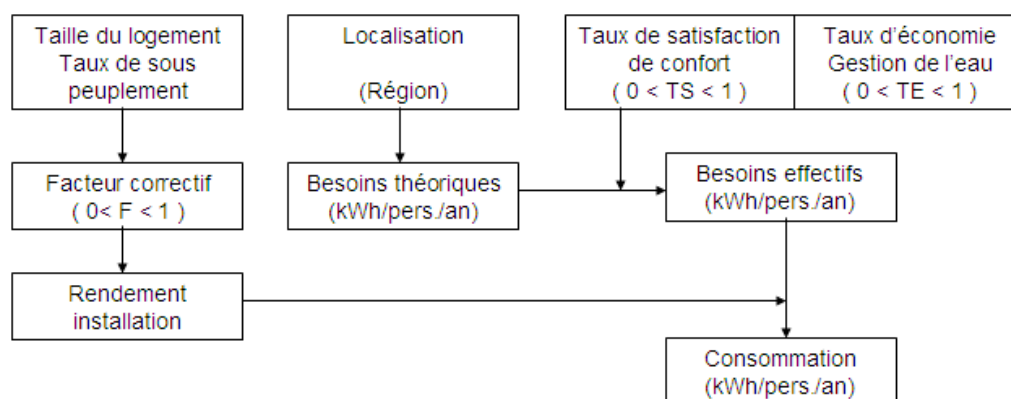 Taille du logement
Taux de sous
peuplement
Localisation
(Région)
Taux de satisfaction
de confort
( 0 < TS < 1 )
Taux d'économie
Gestion de l'eau
( 0 < TE < 1 )
Facteur correctif
( 0< F < 1 )
Besoins théoriques
(kWh/pers./an)
Besoins effectifs
(kWh/pers./an)
Rendement
installation
Consommation
(kWh/pers./an)